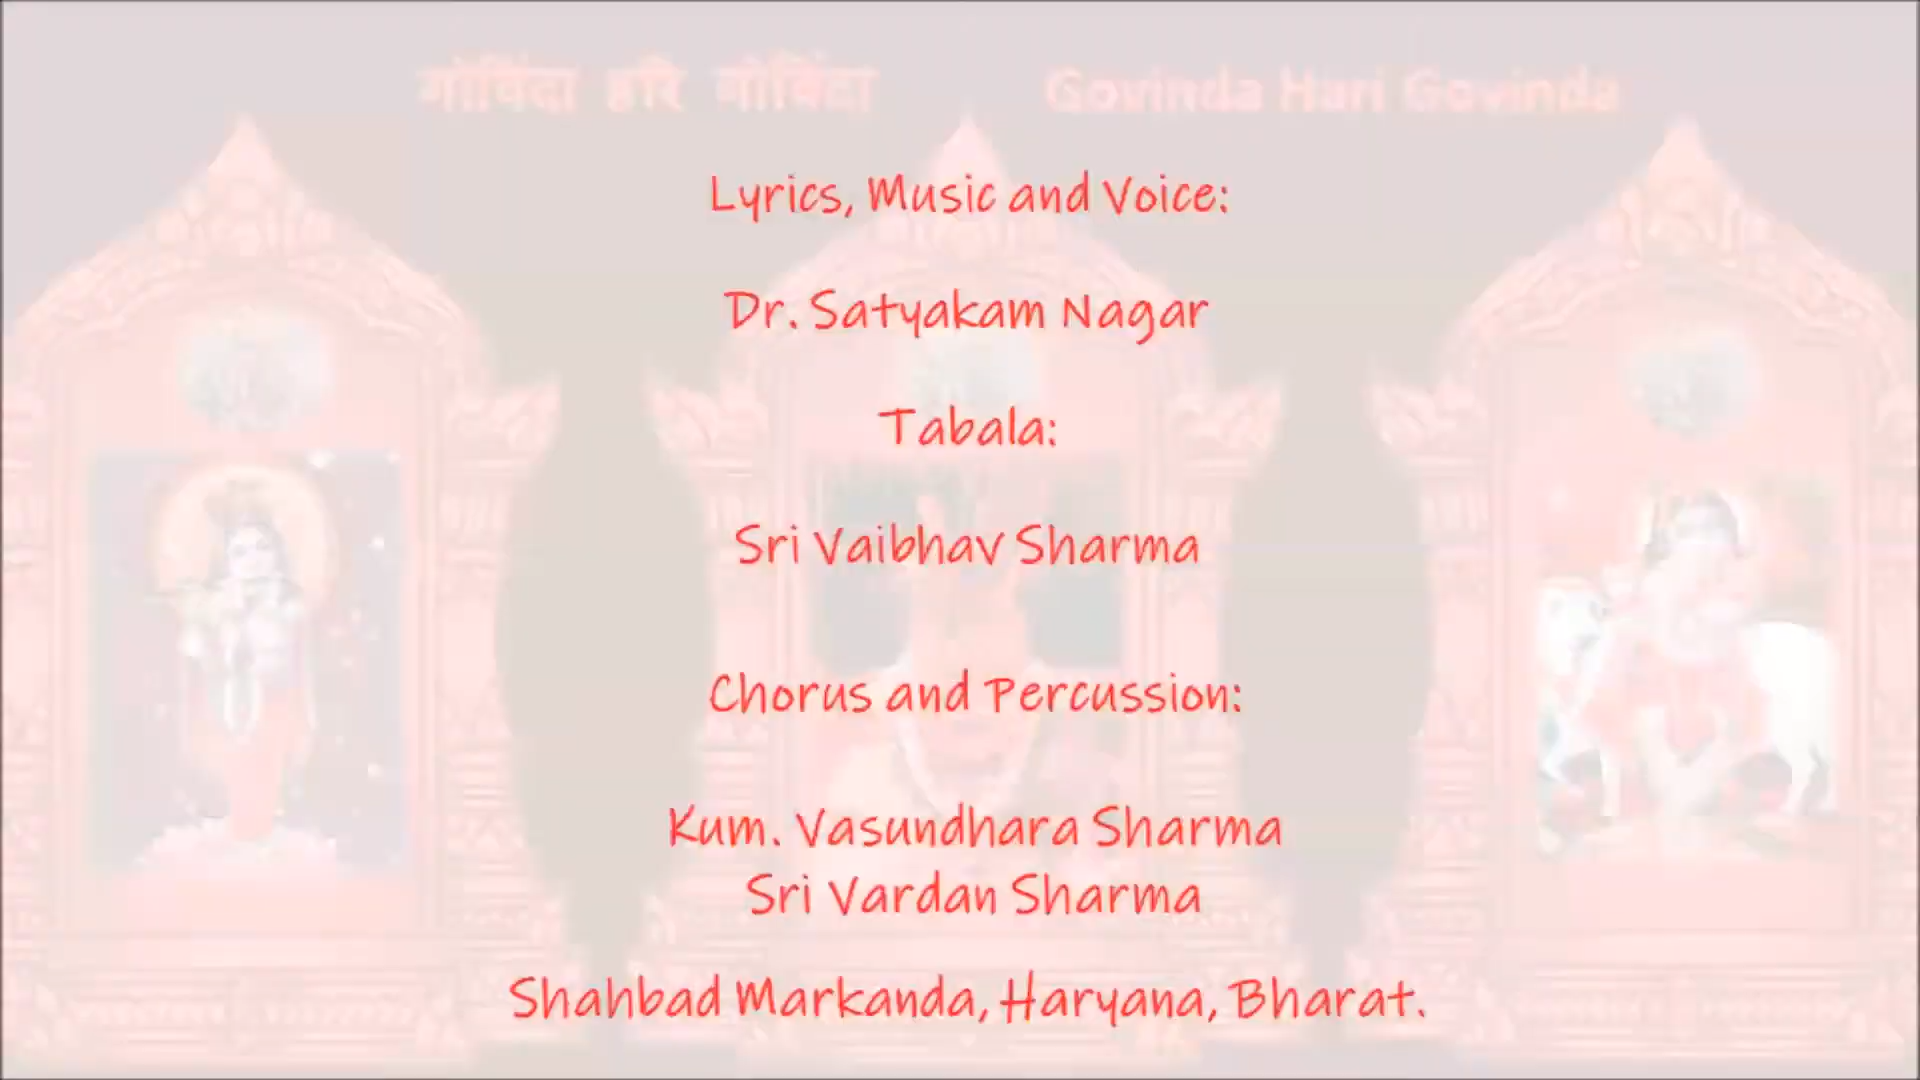 गोविंदा हरि गोविंदा Govinda Hari Govinda
Lyrics, Music and Voice:
Dr. Satyakam Nagar
Tabala:
Sri Vaibhav Sharma
Chorus and Percussion:
Kum. Vasundhara Sharma
Sri Vardan Sharma
Shahbad Markanda, Haryana, Bharat.